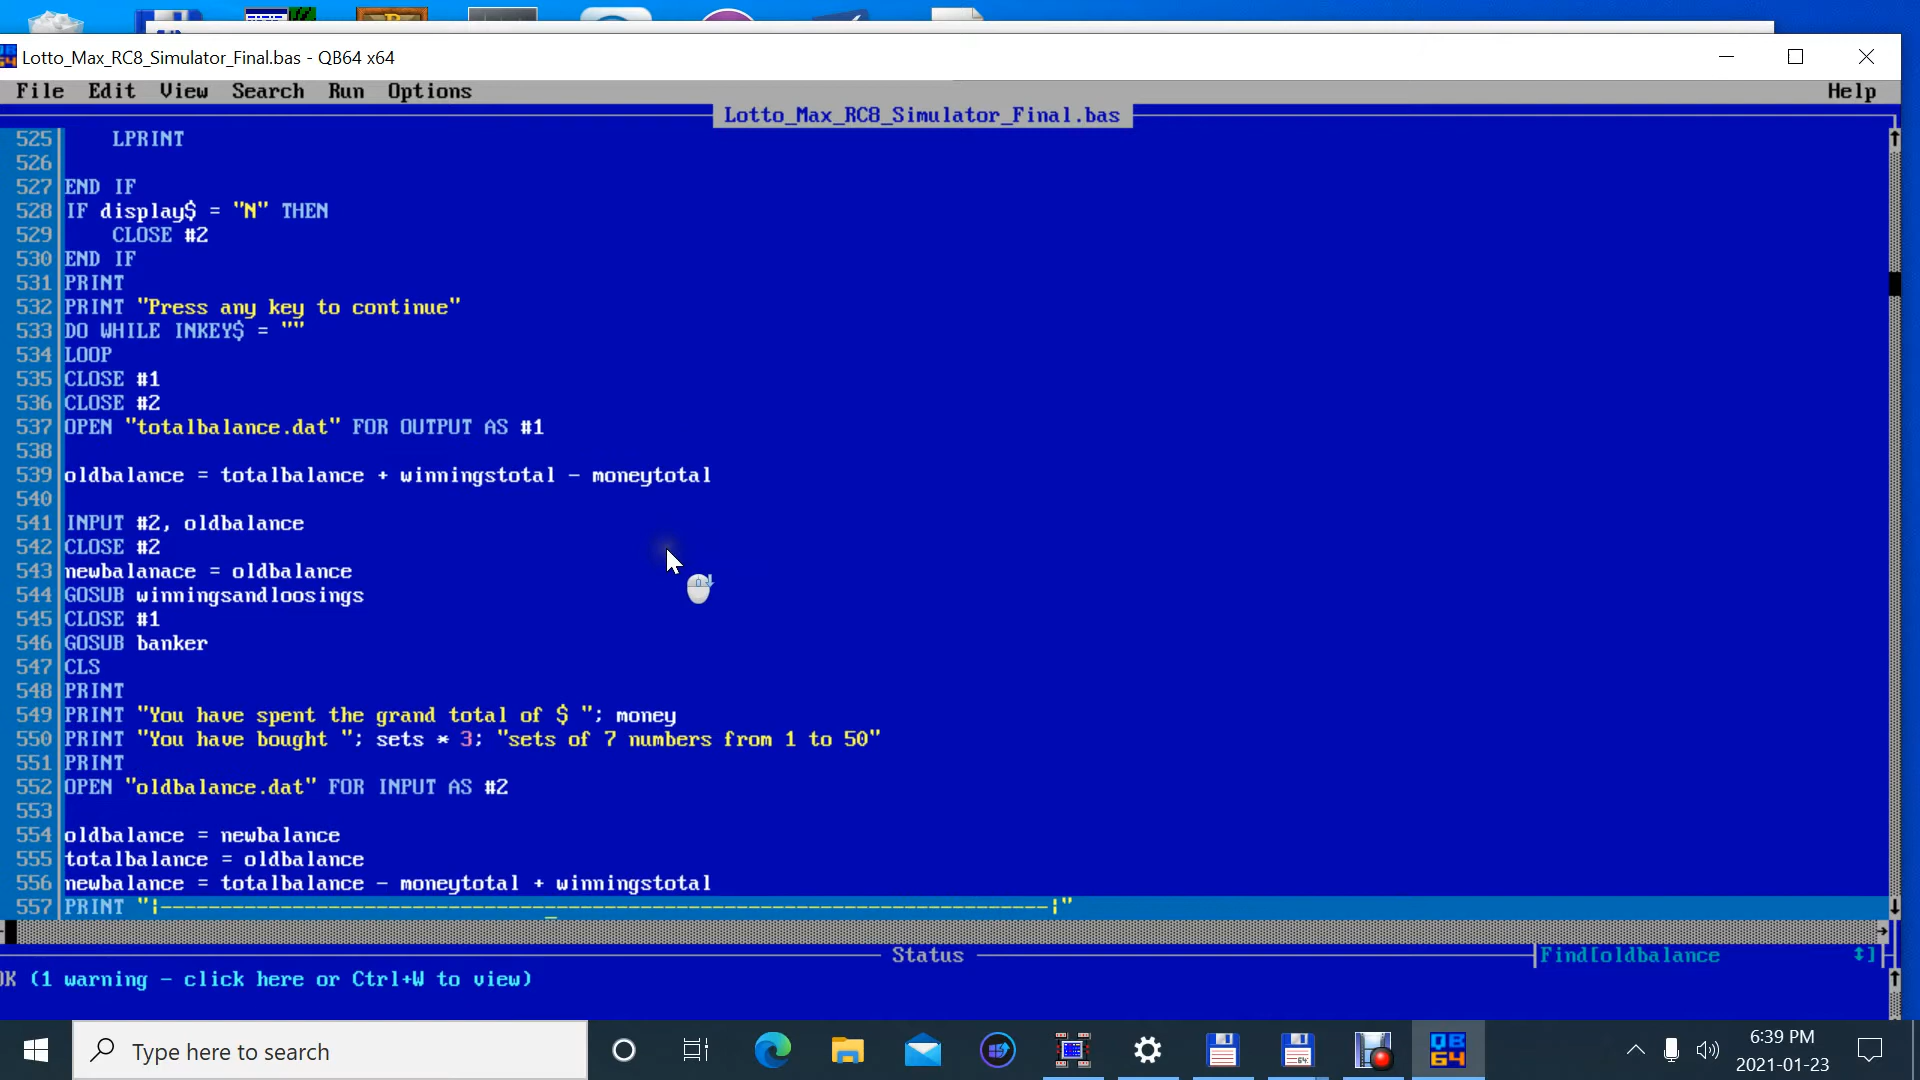 Lotto_Max_RC8_Simulator_Final.bas - QB64 x64
File Edit View Search Run Options Help
Lotto_Max_RC8_Simulator_Final.bas
525 LPRINT
526
527 END IF
528 IF display$ = "N" THEN
529 CLOSE #2
530 END IF
531 PRINT
532 PRINT "Press any key to continue"
533 DO WHILE INKEY$ = ""
534 LOOP
535 CLOSE #1
536 CLOSE #2
537 OPEN "totalbalance.dat" FOR OUTPUT AS #1
538
539 oldbalance = totalbalance + winningstotal - moneytotal
540
541 INPUT #2, oldbalance
542 CLOSE #2
543 newbalanace = oldbalance
544 GOSUB winningsandloosings
545 CLOSE #1
546 GOSUB banker
547 CLS
548 PRINT
549 PRINT "You have spent the grand total of $ "; money
550 PRINT "You have bought "; sets * 3; "sets of 7 numbers from 1 to 50"
551 PRINT
552 OPEN "oldbalance.dat" FOR INPUT AS #2
553
554 oldbalance = newbalance
555 totalbalance = oldbalance
556 newbalance = totalbalance - moneytotal + winningstotal
557 PRINT "¦--------------------------------------------------------------------------¦"
Status
Find[oldbalance ]
OK (1 warning - click here or Ctrl+W to view)
Type here to search
6:39 PM
2021-01-23